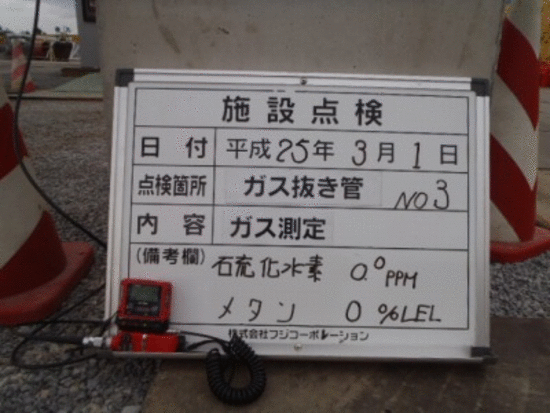 施設点検
日付 平成25年3月1日
点検箇所 ガス抜き管 NO3
内容 ガス測定
(備考欄) 石充化水素 0.0PPM
メタン 0 %LEL
株式会社フジコーポレーション